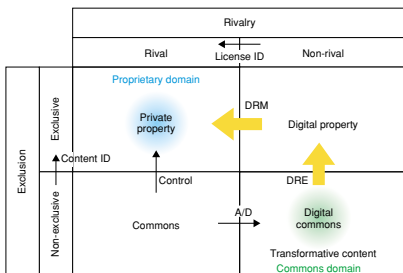 Rivalry
Rival
License ID
Non-rival
Exclusion
Exclusive
Non-exclusive
Content ID
Proprietary domain
Private
property
DRM
Digital property
Control
DRE
Commons
A/D
Digital
commons
Transformative content
Commons domain